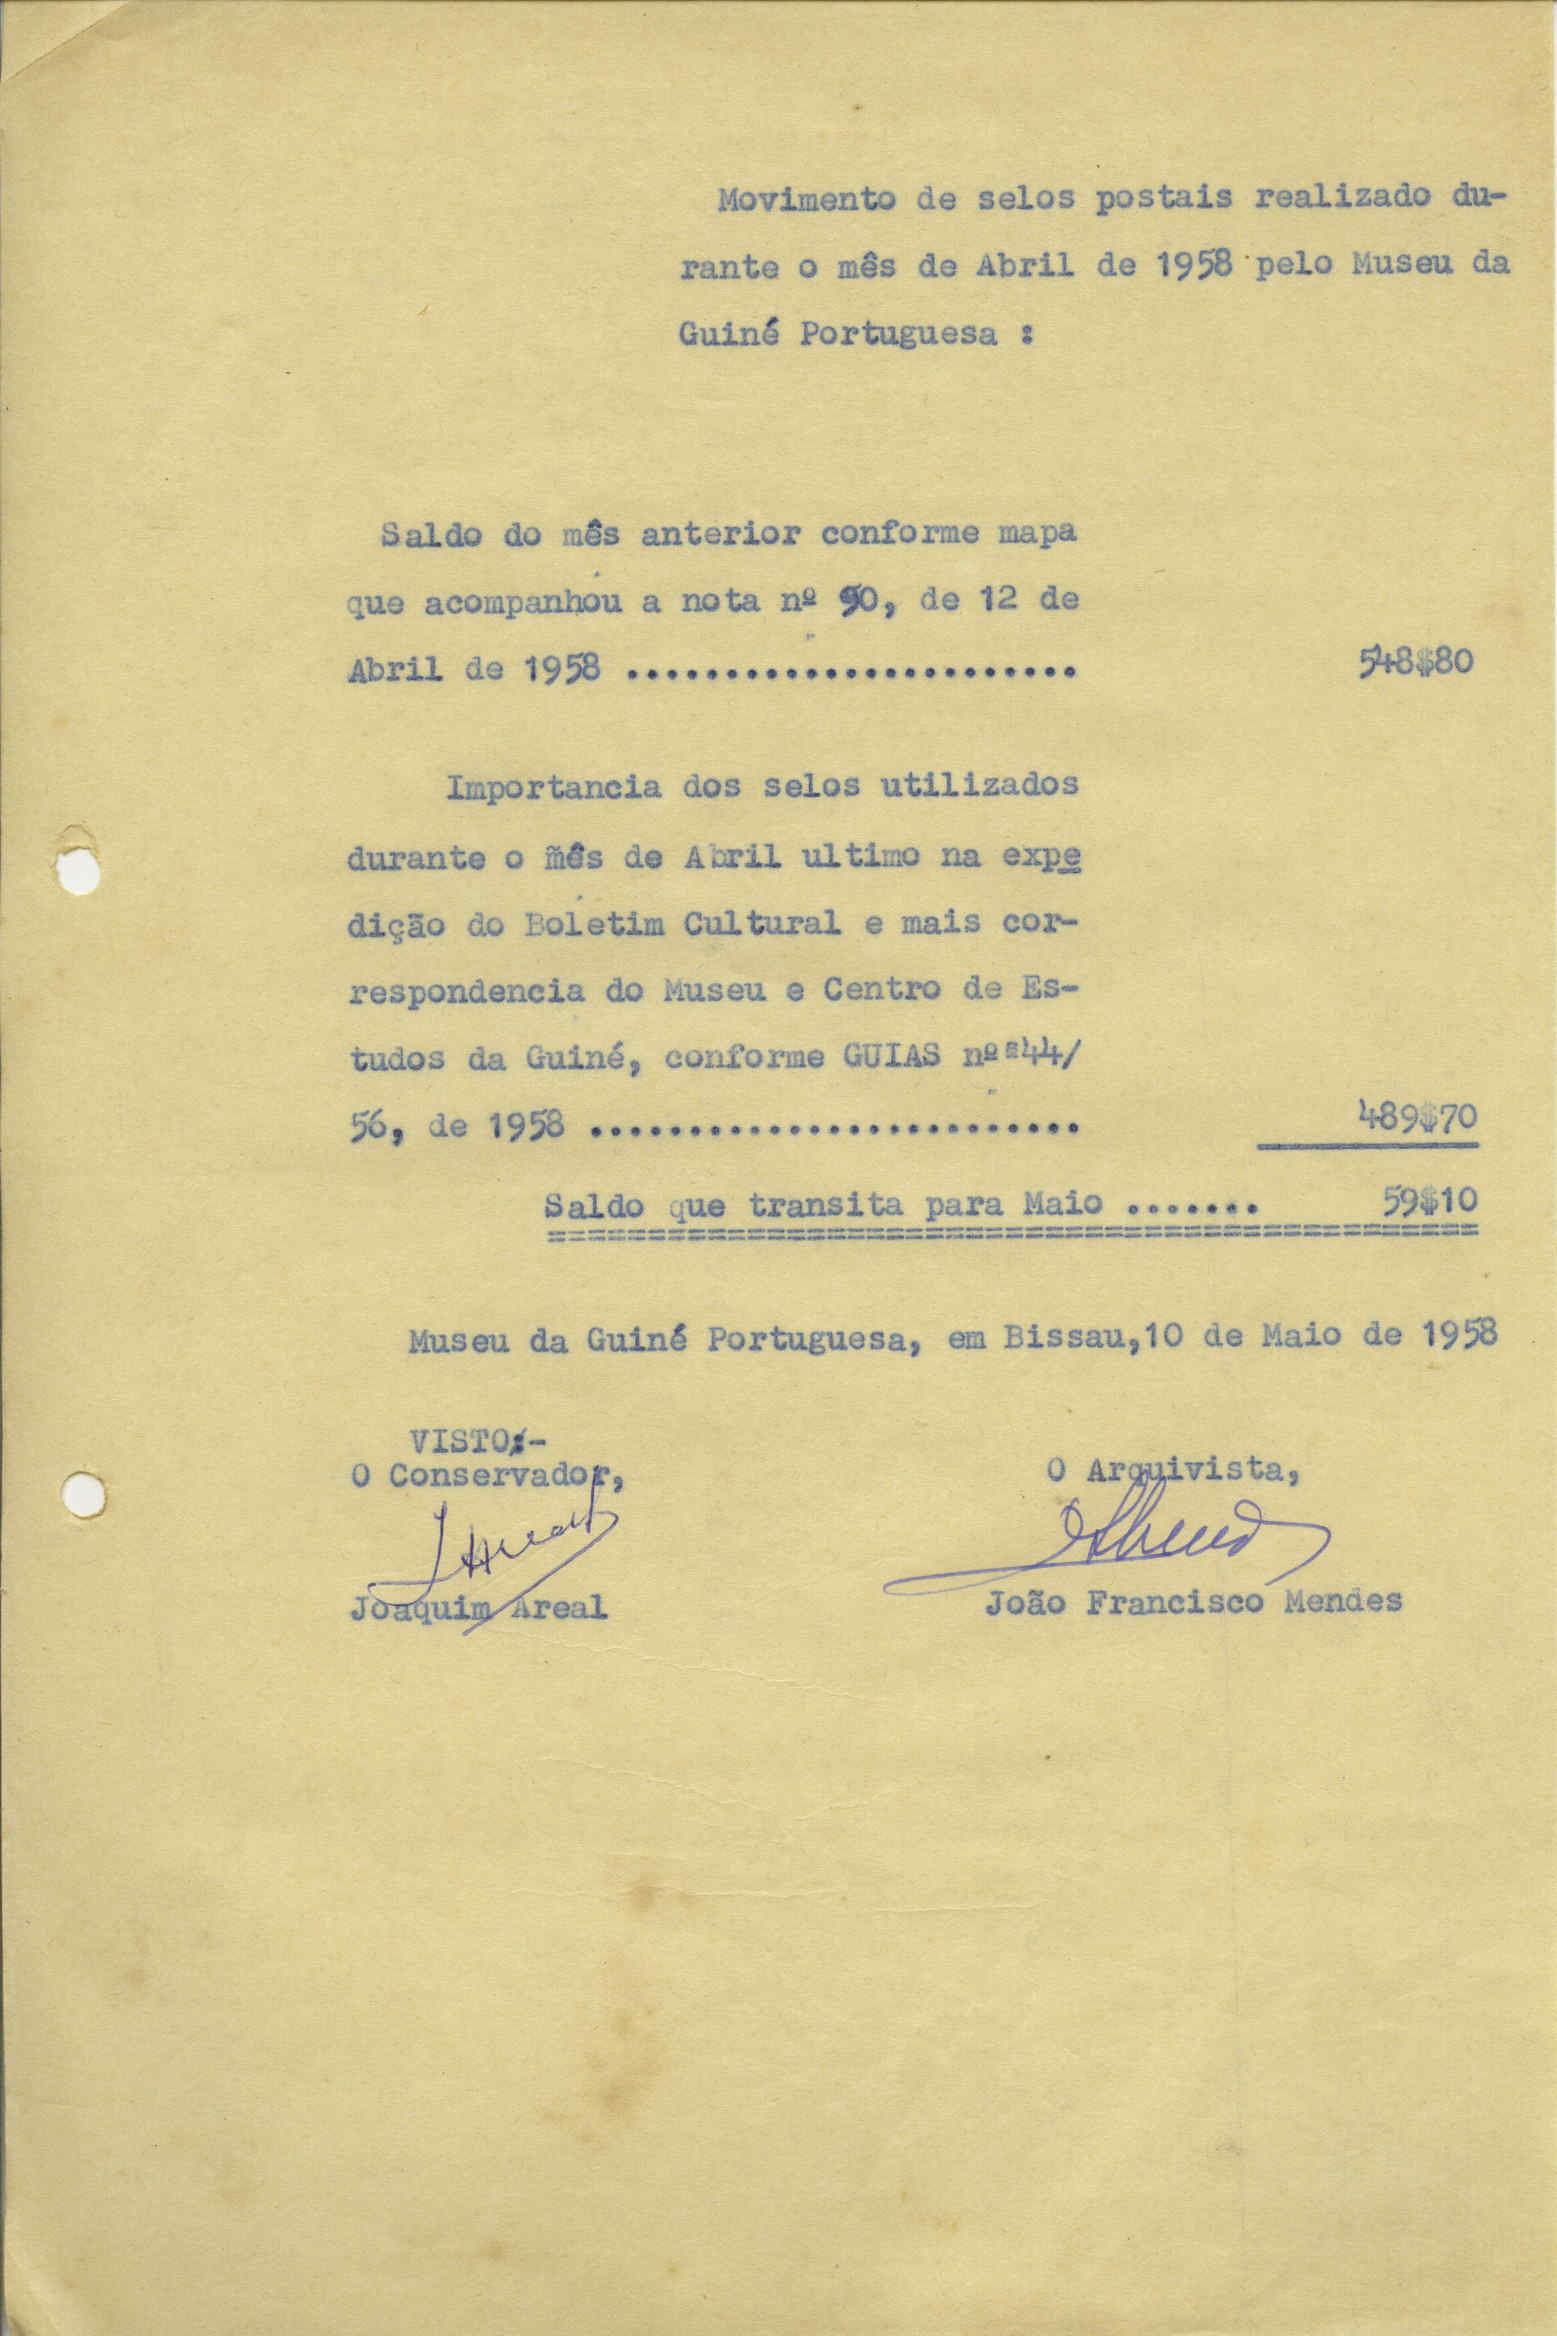 Movimento de selos postais realizado du-
rante o mês de Abril de 1958 pelo Museu da
Guiné Portuguesa :
Saldo do mês anterior conforme mapa
que acompanhou a nota nº 90, de 12 de
Abril de 1958 ....................... 548$80
Importancia dos selos utilizados
durante o mês de Abril ultimo na expe
dição do Boletim Cultural e mais cor-
respondencia do Museu e Centro de Es-
tudos da Guiné, conforme GUIAS nºs44/
56, de 1958 ......................... 489$70
Saldo que transita para Maio ....... 59$10
===============================================
Museu da Guiné Portuguesa, em Bissau,10 de Maio de 1958
VISTO:-
O Conservador,
O Arquivista,
Joaquim Areal
João Francisco Mendes